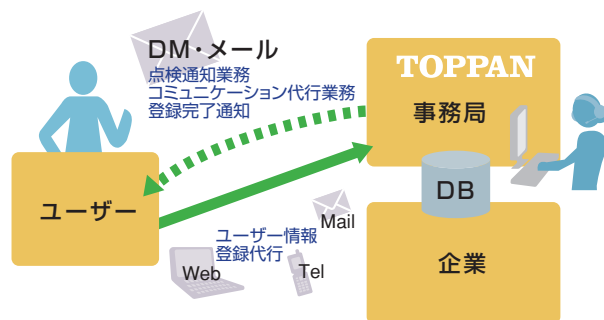 DM・メール
点検通知業務
コミュニケーション代行業務
登録完了通知
TOPPAN
事務局
ユーザー
DB
Mail
ユーザー情報
登録代行
Web
Tel
企業